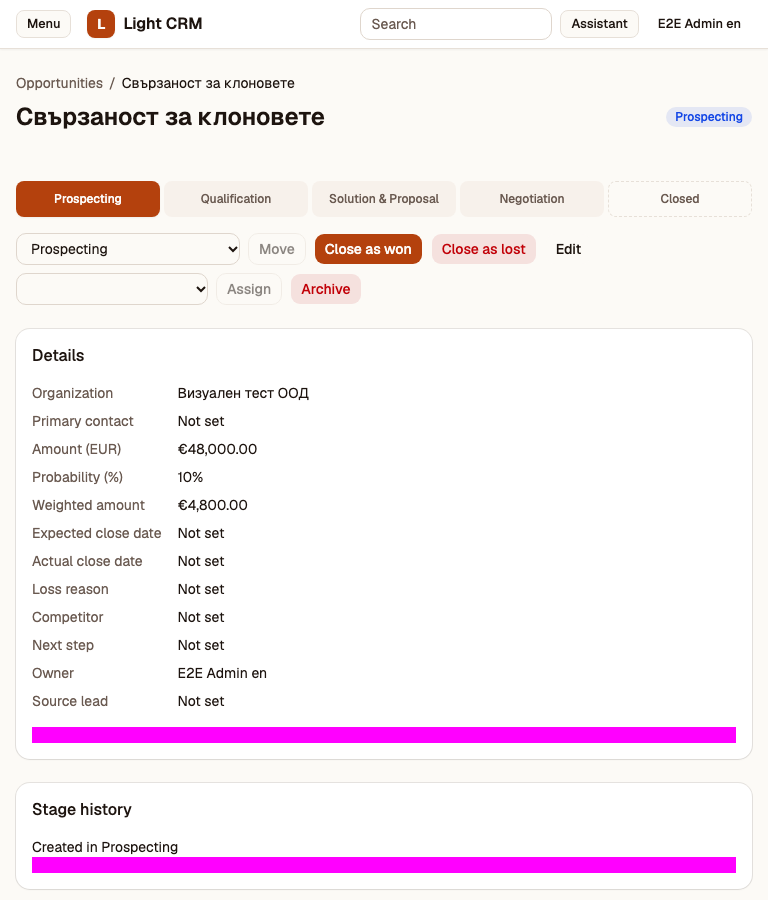 Menu
L
Light CRM
Search
Assistant
E2E Admin en
Opportunities / Свързаност за клоновете
Свързаност за клоновете
Prospecting
Prospecting
Qualification
Solution & Proposal
Negotiation
Closed
Prospecting
Move
Close as won
Close as lost
Edit
Assign
Archive
Details
Organization Визуален тест ООД
Primary contact Not set
Amount (EUR) €48,000.00
Probability (%) 10%
Weighted amount €4,800.00
Expected close date Not set
Actual close date Not set
Loss reason Not set
Competitor Not set
Next step Not set
Owner E2E Admin en
Source lead Not set
Stage history
Created in Prospecting